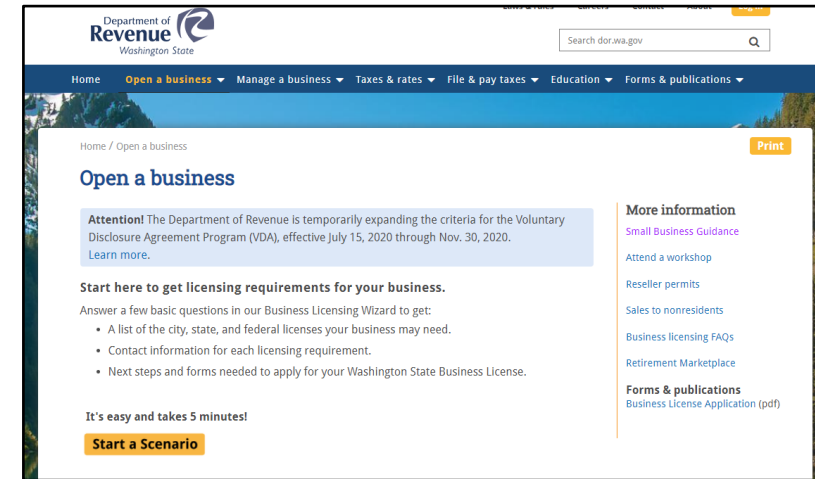 Laws & rules Careers Contact About Log in
Department of
Revenue
Washington State
Search dor.wa.gov
Home Open a business Manage a business Taxes & rates File & pay taxes Education Forms & publications
Home / Open a business
Print
Open a business
Attention! The Department of Revenue is temporarily expanding the criteria for the Voluntary
Disclosure Agreement Program (VDA), effective July 15, 2020 through Nov. 30, 2020.
Learn more.
Start here to get licensing requirements for your business.
Answer a few basic questions in our Business Licensing Wizard to get:
• A list of the city, state, and federal licenses your business may need.
• Contact information for each licensing requirement.
• Next steps and forms needed to apply for your Washington State Business License.
It's easy and takes 5 minutes!
Start a Scenario
More information
Small Business Guidance
Attend a workshop
Reseller permits
Sales to nonresidents
Business licensing FAQs
Retirement Marketplace
Forms & publications
Business License Application (pdf)